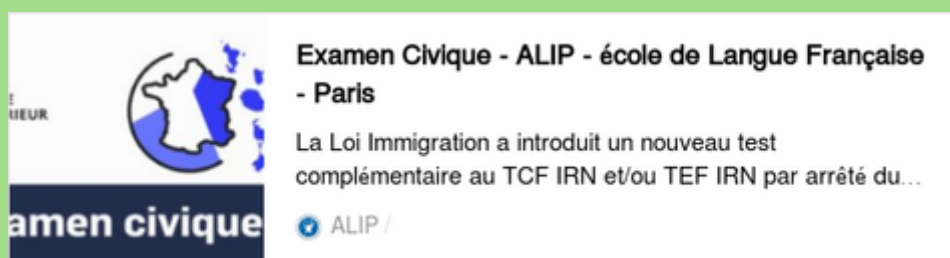 IEUR
amen civique
Examen Civique - ALIP - école de Langue Française
- Paris
La Loi Immigration a introduit un nouveau test
complémentaire au TCF IRN et/ou TEF IRN par arrêté du...
ALIP /